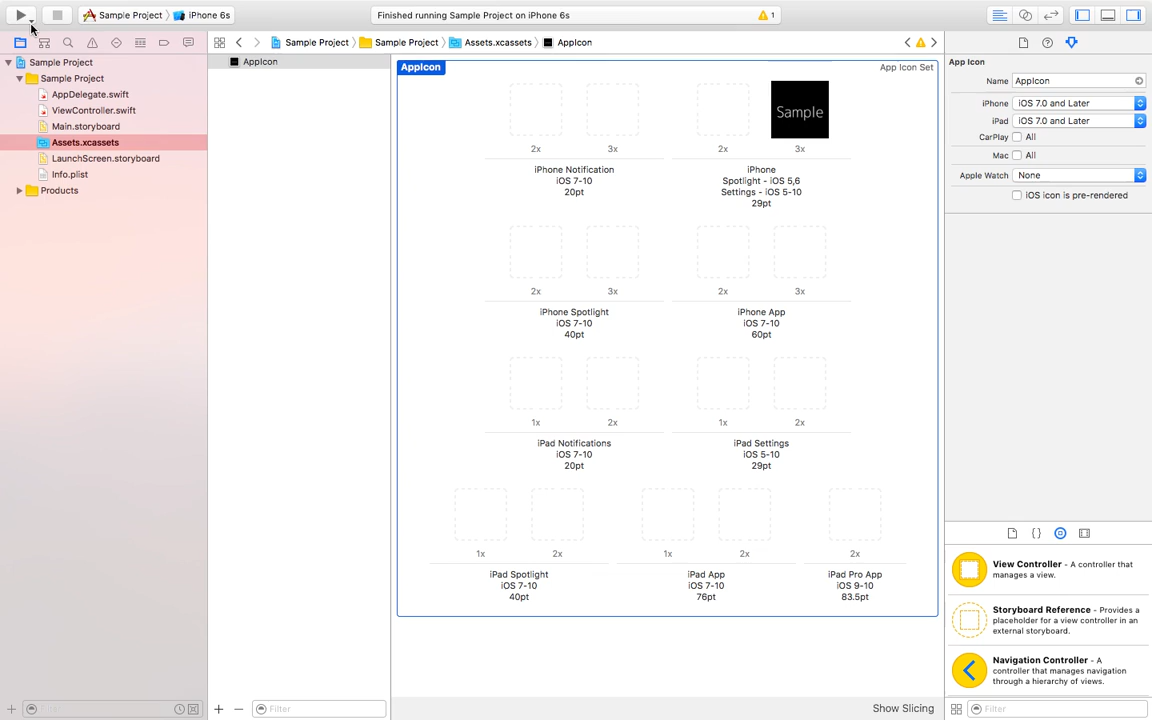 Sample Project
iPhone 6s
Finished running Sample Project on iPhone 6s
1
Sample Project
Sample Project
Assets.xcassets
AppIcon
Sample Project
Sample Project
AppDelegate.swift
ViewController.swift
Main.storyboard
Assets.xcassets
LaunchScreen.storyboard
Info.plist
Products
Filter
AppIcon
Filter
AppIcon
App Icon Set
Sample
2x
3x
2x
3x
iPhone Notification
iOS 7-10
20pt
iPhone
Spotlight - iOS 5,6
Settings - iOS 5-10
29pt
2x
3x
2x
3x
iPhone Spotlight
iOS 7-10
40pt
iPhone App
iOS 7-10
60pt
1x
2x
1x
2x
iPad Notifications
iOS 7-10
20pt
iPad Settings
iOS 5-10
29pt
1x
2x
1x
2x
2x
iPad Spotlight
iOS 7-10
40pt
iPad App
iOS 7-10
76pt
iPad Pro App
iOS 9-10
83.5pt
Show Slicing
App Icon
Name
AppIcon
iPhone
iOS 7.0 and Later
iPad
iOS 7.0 and Later
CarPlay
All
Mac
All
Apple Watch
None
iOS icon is pre-rendered
{}
View Controller - A controller that
manages a view.
Storyboard Reference - Provides a
placeholder for a view controller in an
external storyboard.
Navigation Controller - A
controller that manages navigation
through a hierarchy of views.
Filter